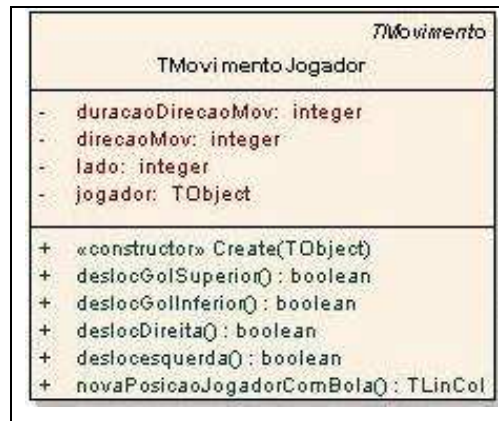 TMovimento
TMovimentoJogador
- duracaoDirecaoMov: integer
- direcaoMov: integer
- lado: integer
- jogador: TObject
+ «constructor» Create(TObject)
+ deslocGolSuperior() : boolean
+ deslocGolInferior() : boolean
+ deslocDireita() : boolean
+ deslocesquerda() : boolean
+ novaPosicaoJogadorComBola() : TLinCol